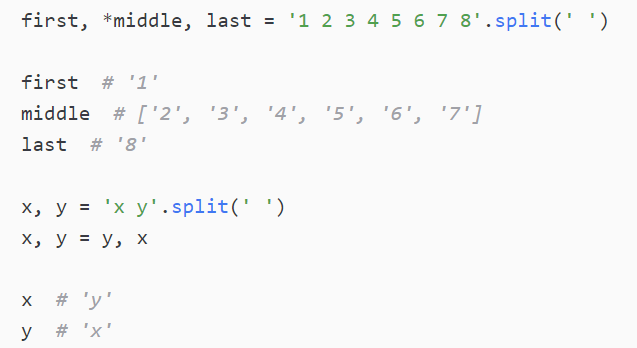 first, *middle, last = '1 2 3 4 5 6 7 8'.split(' ')
first  # '1'
middle  # ['2', '3', '4', '5', '6', '7']
last  # '8'
x, y = 'x y'.split(' ')
x, y = y, x
x  # 'y'
y  # 'x'